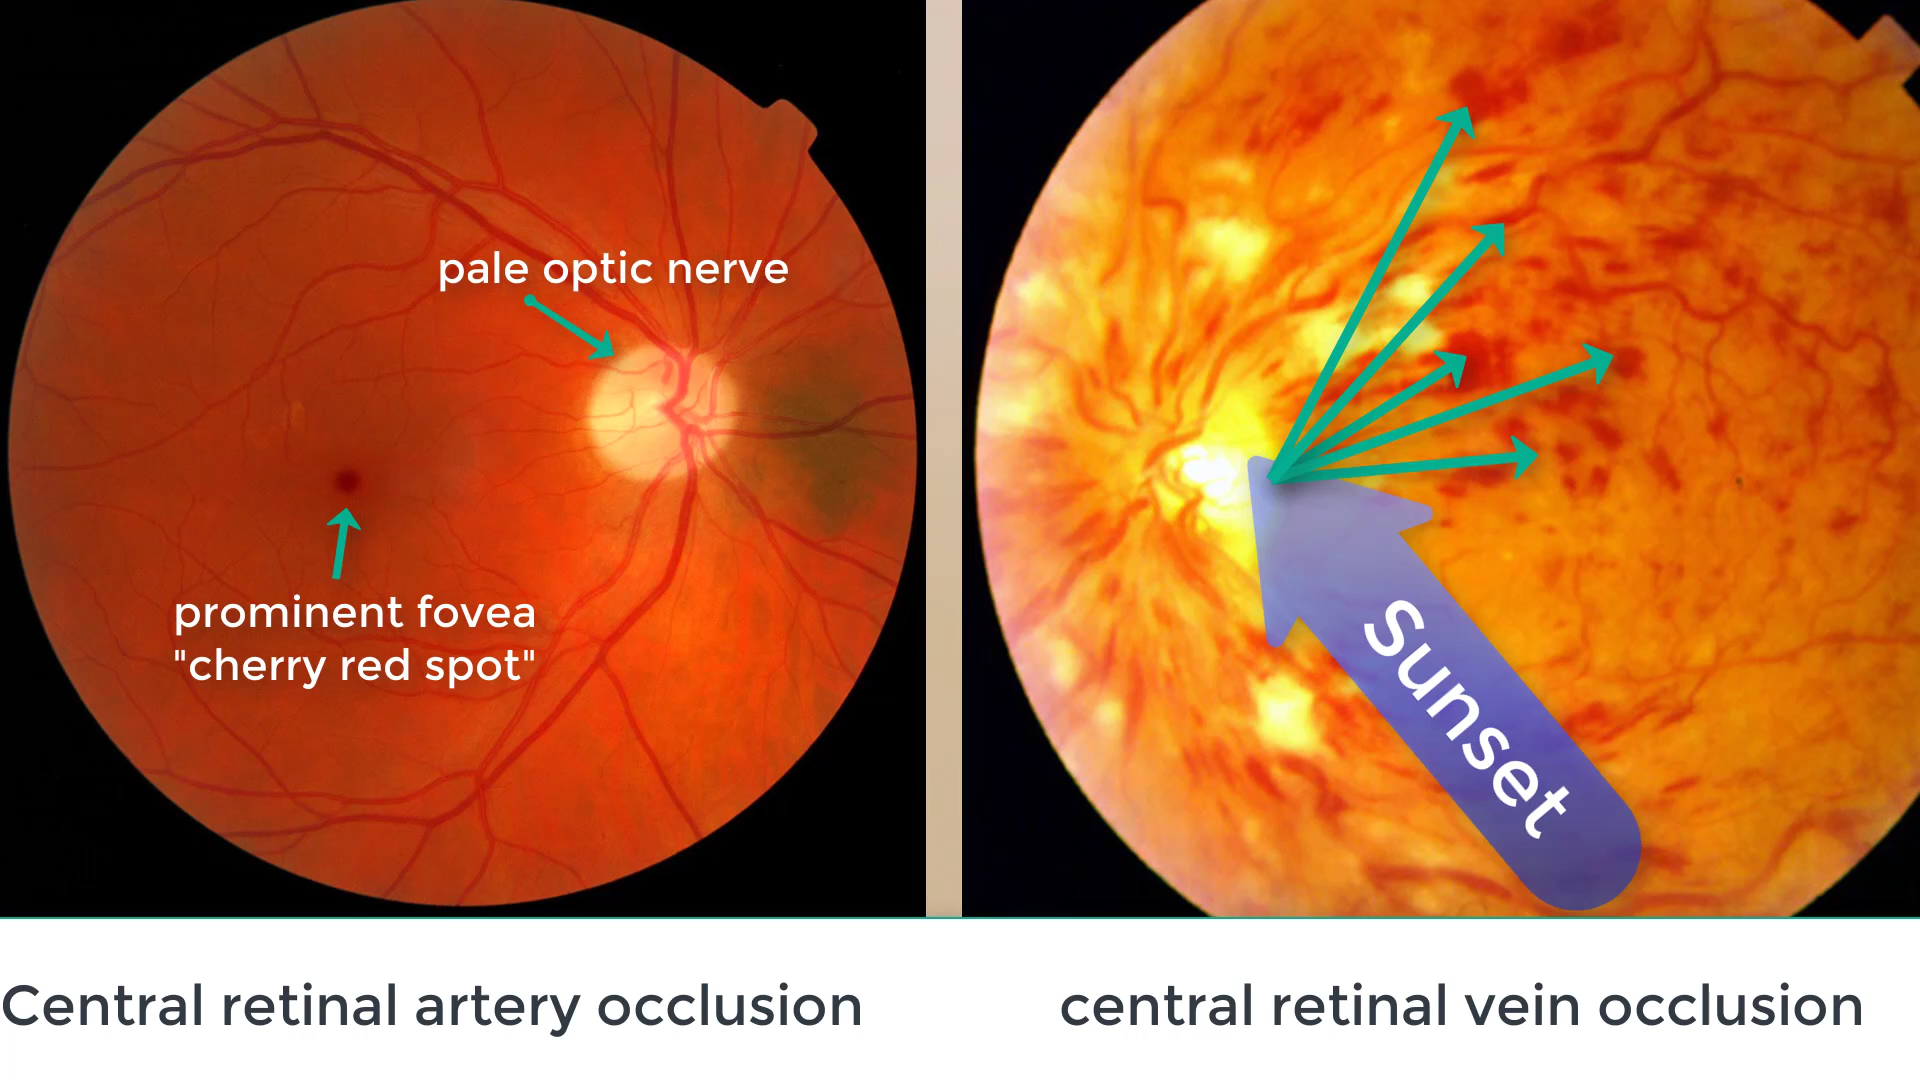 pale optic nerve
prominent fovea
"cherry red spot"
Sunset
Central retinal artery occlusion
central retinal vein occlusion